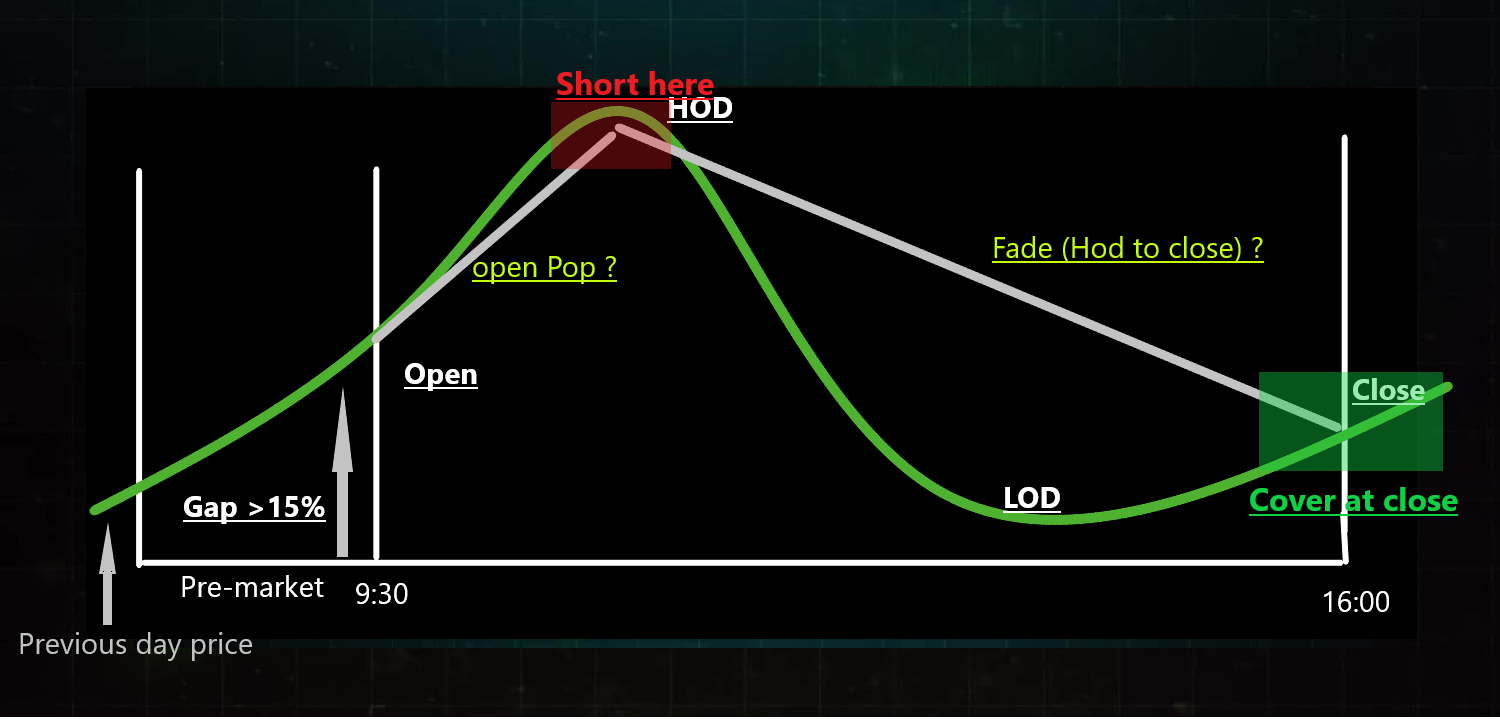 Short here
HOD
Fade (Hod to close) ?
open Pop ?
Open
Close
Gap >15%
LOD
Cover at close
Pre-market
9:30
16:00
Previous day price